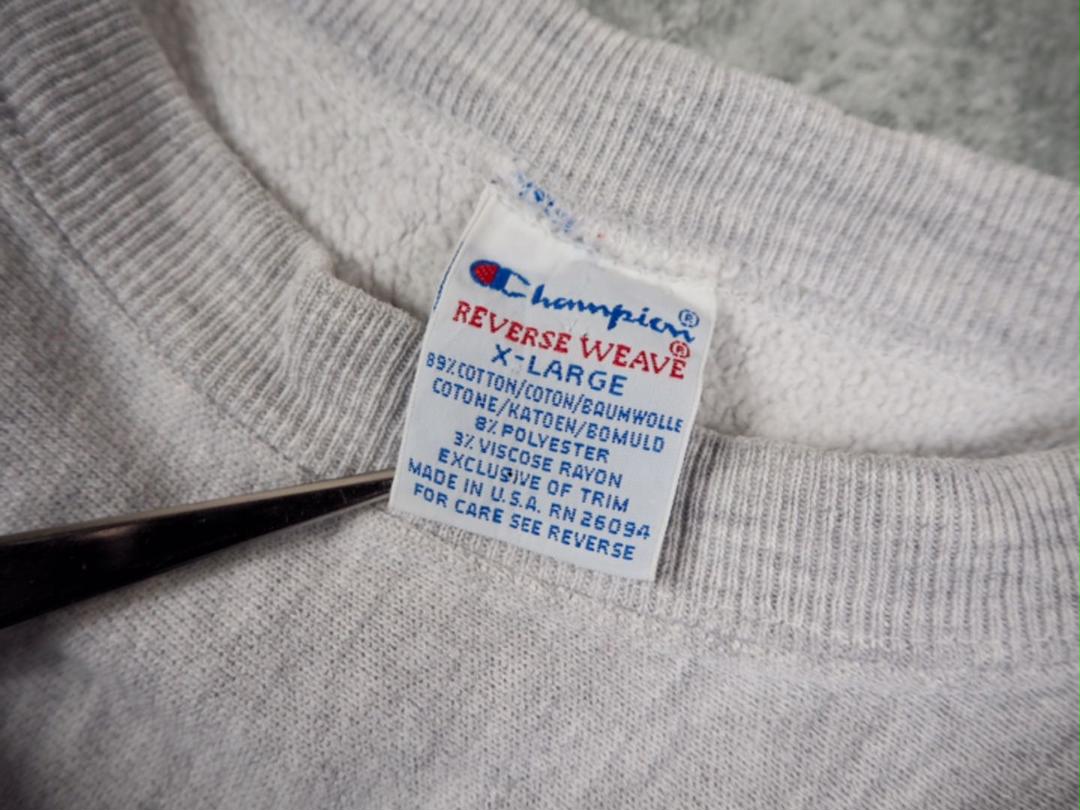 Champion®
REVERSE WEAVE®
X-LARGE
89% COTTON/COTON/BAUMWOLLE
COTONE/KATOEN/BOMULD
8% POLYESTER
3% VISCOSE RAYON
EXCLUSIVE OF TRIM
MADE IN U.S.A. RN 26094
FOR CARE SEE REVERSE